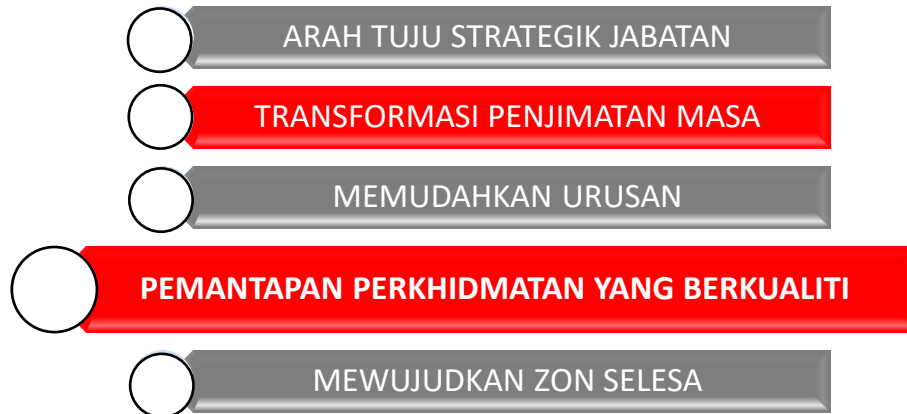 ARAH TUJU STRATEGIK JABATAN
TRANSFORMASI PENJIMATAN MASA
MEMUDAHKAN URUSAN
PEMANTAPAN PERKHIDMATAN YANG BERKUALITI
MEWUJUDKAN ZON SELESA